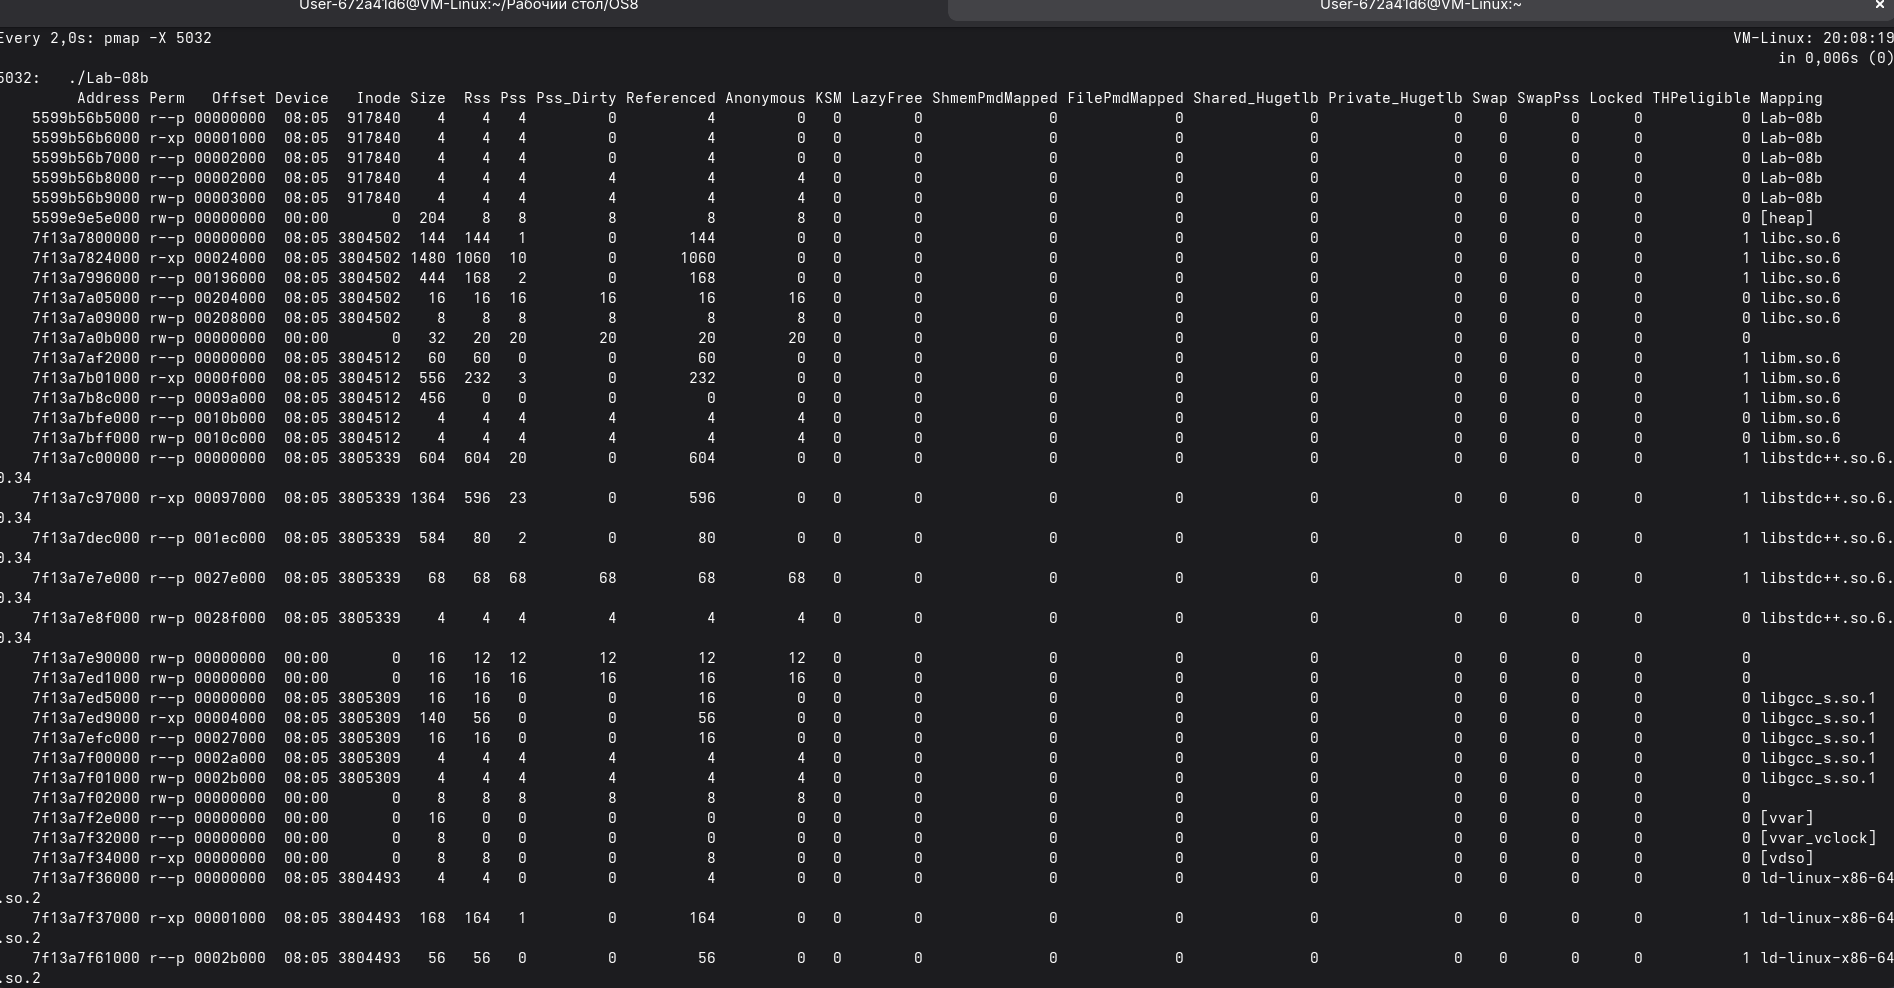 User-672a41d6@VM-Linux:~/Рабочий стол/OS8 User-672a41d6@VM-Linux:~ ×
Every 2,0s: pmap -X 5032 VM-Linux: 20:08:19
in 0,006s (0)
5032: ./Lab-08b
Address Perm Offset Device Inode Size Rss Pss Pss_Dirty Referenced Anonymous KSM LazyFree ShmemPmdMapped FilePmdMapped Shared_Hugetlb Private_Hugetlb Swap SwapPss Locked THPeligible Mapping
5599b56b5000 r--p 00000000 08:05 917840 4 4 4 0 4 0 0 0 0 0 0 0 0 0 0 0 Lab-08b
5599b56b6000 r-xp 00001000 08:05 917840 4 4 4 0 4 0 0 0 0 0 0 0 0 0 0 0 Lab-08b
5599b56b7000 r--p 00002000 08:05 917840 4 4 4 0 4 0 0 0 0 0 0 0 0 0 0 0 Lab-08b
5599b56b8000 r--p 00002000 08:05 917840 4 4 4 4 4 4 0 0 0 0 0 0 0 0 0 0 Lab-08b
5599b56b9000 rw-p 00003000 08:05 917840 4 4 4 4 4 4 0 0 0 0 0 0 0 0 0 0 Lab-08b
5599e9e5e000 rw-p 00000000 00:00 0 204 8 8 8 8 8 0 0 0 0 0 0 0 0 0 0 [heap]
7f13a7800000 r--p 00000000 08:05 3804502 144 144 1 0 144 0 0 0 0 0 0 0 0 0 0 1 libc.so.6
7f13a7824000 r-xp 00024000 08:05 3804502 1480 1060 10 0 1060 0 0 0 0 0 0 0 0 0 0 1 libc.so.6
7f13a7996000 r--p 00196000 08:05 3804502 444 168 2 0 168 0 0 0 0 0 0 0 0 0 0 1 libc.so.6
7f13a7a05000 r--p 00204000 08:05 3804502 16 16 16 16 16 16 0 0 0 0 0 0 0 0 0 0 libc.so.6
7f13a7a09000 rw-p 00208000 08:05 3804502 8 8 8 8 8 8 0 0 0 0 0 0 0 0 0 0 libc.so.6
7f13a7a0b000 rw-p 00000000 00:00 0 32 20 20 20 20 20 0 0 0 0 0 0 0 0 0 0
7f13a7af2000 r--p 00000000 08:05 3804512 60 60 0 0 60 0 0 0 0 0 0 0 0 0 0 1 libm.so.6
7f13a7b01000 r-xp 0000f000 08:05 3804512 556 232 3 0 232 0 0 0 0 0 0 0 0 0 0 1 libm.so.6
7f13a7b8c000 r--p 0009a000 08:05 3804512 456 0 0 0 0 0 0 0 0 0 0 0 0 0 0 1 libm.so.6
7f13a7bfe000 r--p 0010b000 08:05 3804512 4 4 4 4 4 4 0 0 0 0 0 0 0 0 0 0 libm.so.6
7f13a7bff000 rw-p 0010c000 08:05 3804512 4 4 4 4 4 4 0 0 0 0 0 0 0 0 0 0 libm.so.6
7f13a7c00000 r--p 00000000 08:05 3805339 604 604 20 0 604 0 0 0 0 0 0 0 0 0 0 1 libstdc++.so.6.
0.34
7f13a7c97000 r-xp 00097000 08:05 3805339 1364 596 23 0 596 0 0 0 0 0 0 0 0 0 0 1 libstdc++.so.6.
0.34
7f13a7dec000 r--p 001ec000 08:05 3805339 584 80 2 0 80 0 0 0 0 0 0 0 0 0 0 1 libstdc++.so.6.
0.34
7f13a7e7e000 r--p 0027e000 08:05 3805339 68 68 68 68 68 68 0 0 0 0 0 0 0 0 0 1 libstdc++.so.6.
0.34
7f13a7e8f000 rw-p 0028f000 08:05 3805339 4 4 4 4 4 4 0 0 0 0 0 0 0 0 0 0 libstdc++.so.6.
0.34
7f13a7e90000 rw-p 00000000 00:00 0 16 12 12 12 12 12 0 0 0 0 0 0 0 0 0 0
7f13a7ed1000 rw-p 00000000 00:00 0 16 16 16 16 16 16 0 0 0 0 0 0 0 0 0 0
7f13a7ed5000 r--p 00000000 08:05 3805309 16 16 0 0 16 0 0 0 0 0 0 0 0 0 0 0 libgcc_s.so.1
7f13a7ed9000 r-xp 00004000 08:05 3805309 140 56 0 0 56 0 0 0 0 0 0 0 0 0 0 0 libgcc_s.so.1
7f13a7efc000 r--p 00027000 08:05 3805309 16 16 0 0 16 0 0 0 0 0 0 0 0 0 0 0 libgcc_s.so.1
7f13a7f00000 r--p 0002a000 08:05 3805309 4 4 4 4 4 4 0 0 0 0 0 0 0 0 0 0 libgcc_s.so.1
7f13a7f01000 rw-p 0002b000 08:05 3805309 4 4 4 4 4 4 0 0 0 0 0 0 0 0 0 0 libgcc_s.so.1
7f13a7f02000 rw-p 00000000 00:00 0 8 8 8 8 8 8 0 0 0 0 0 0 0 0 0 0
7f13a7f2e000 r--p 00000000 00:00 0 16 0 0 0 0 0 0 0 0 0 0 0 0 0 0 0 [vvar]
7f13a7f32000 r--p 00000000 00:00 0 8 0 0 0 0 0 0 0 0 0 0 0 0 0 0 0 [vvar_vclock]
7f13a7f34000 r-xp 00000000 00:00 0 8 8 0 0 8 0 0 0 0 0 0 0 0 0 0 0 [vdso]
7f13a7f36000 r--p 00000000 08:05 3804493 4 4 0 0 4 0 0 0 0 0 0 0 0 0 0 0 ld-linux-x86-64
.so.2
7f13a7f37000 r-xp 00001000 08:05 3804493 168 164 1 0 164 0 0 0 0 0 0 0 0 0 0 1 ld-linux-x86-64
.so.2
7f13a7f61000 r--p 0002b000 08:05 3804493 56 56 0 0 56 0 0 0 0 0 0 0 0 0 0 1 ld-linux-x86-64
.so.2